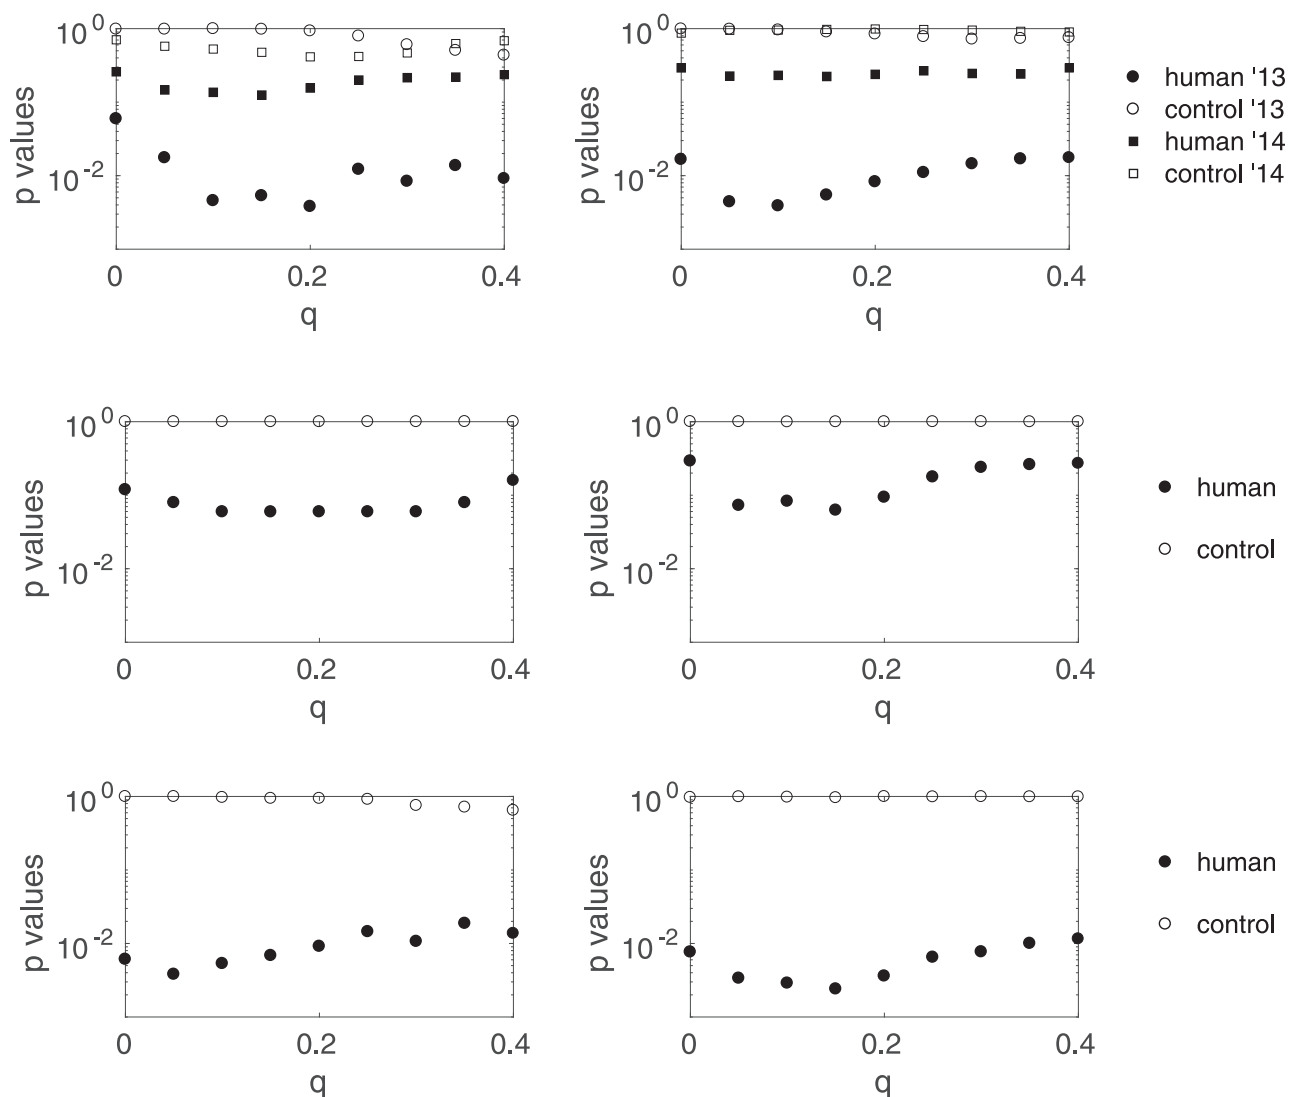 10^0
10^-2
p values
0 0.2 0.4
q
10^0
10^-2
p values
0 0.2 0.4
q
human '13
control '13
human '14
control '14
10^0
10^-2
p values
0 0.2 0.4
q
10^0
10^-2
p values
0 0.2 0.4
q
human
control
10^0
10^-2
p values
0 0.2 0.4
q
10^0
10^-2
p values
0 0.2 0.4
q
human
control